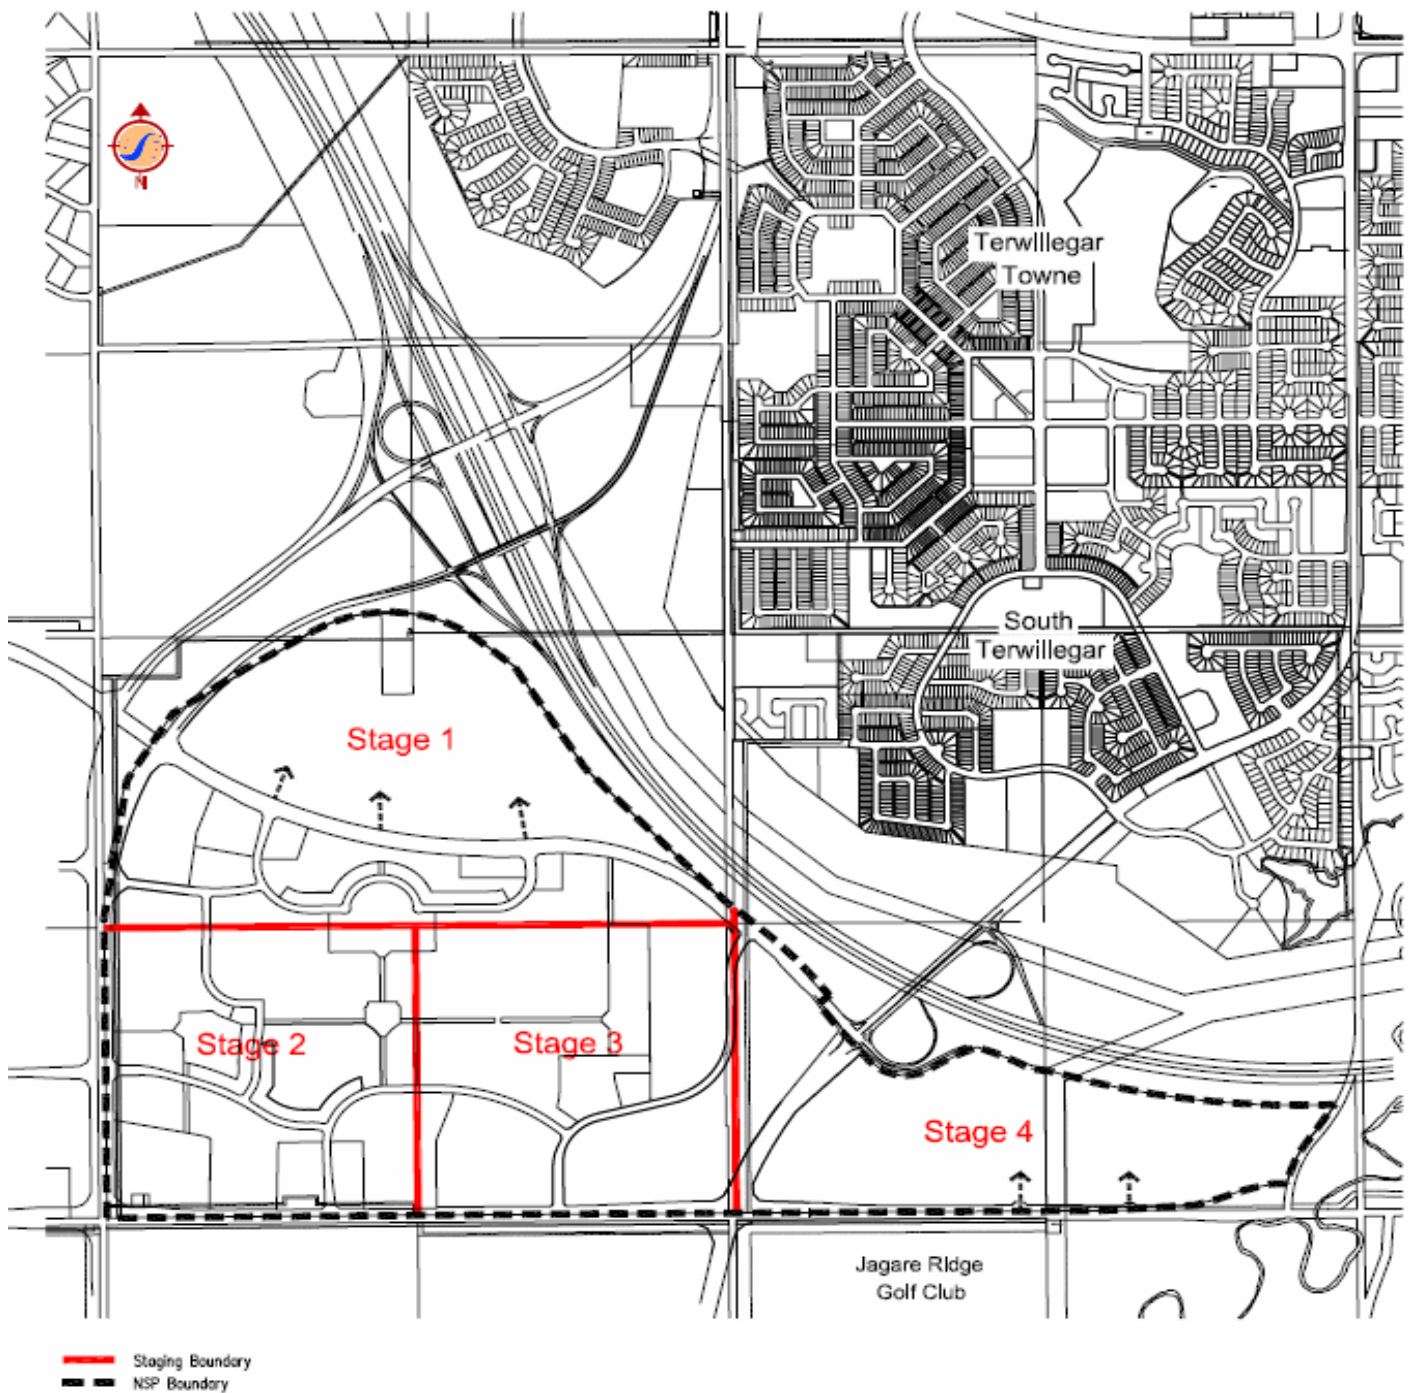 N
Terwillegar
Towne
South
Terwillegar
Stage 1
Stage 2
Stage 3
Stage 4
Jagare Ridge
Golf Club
Staging Boundary
NSP Boundary